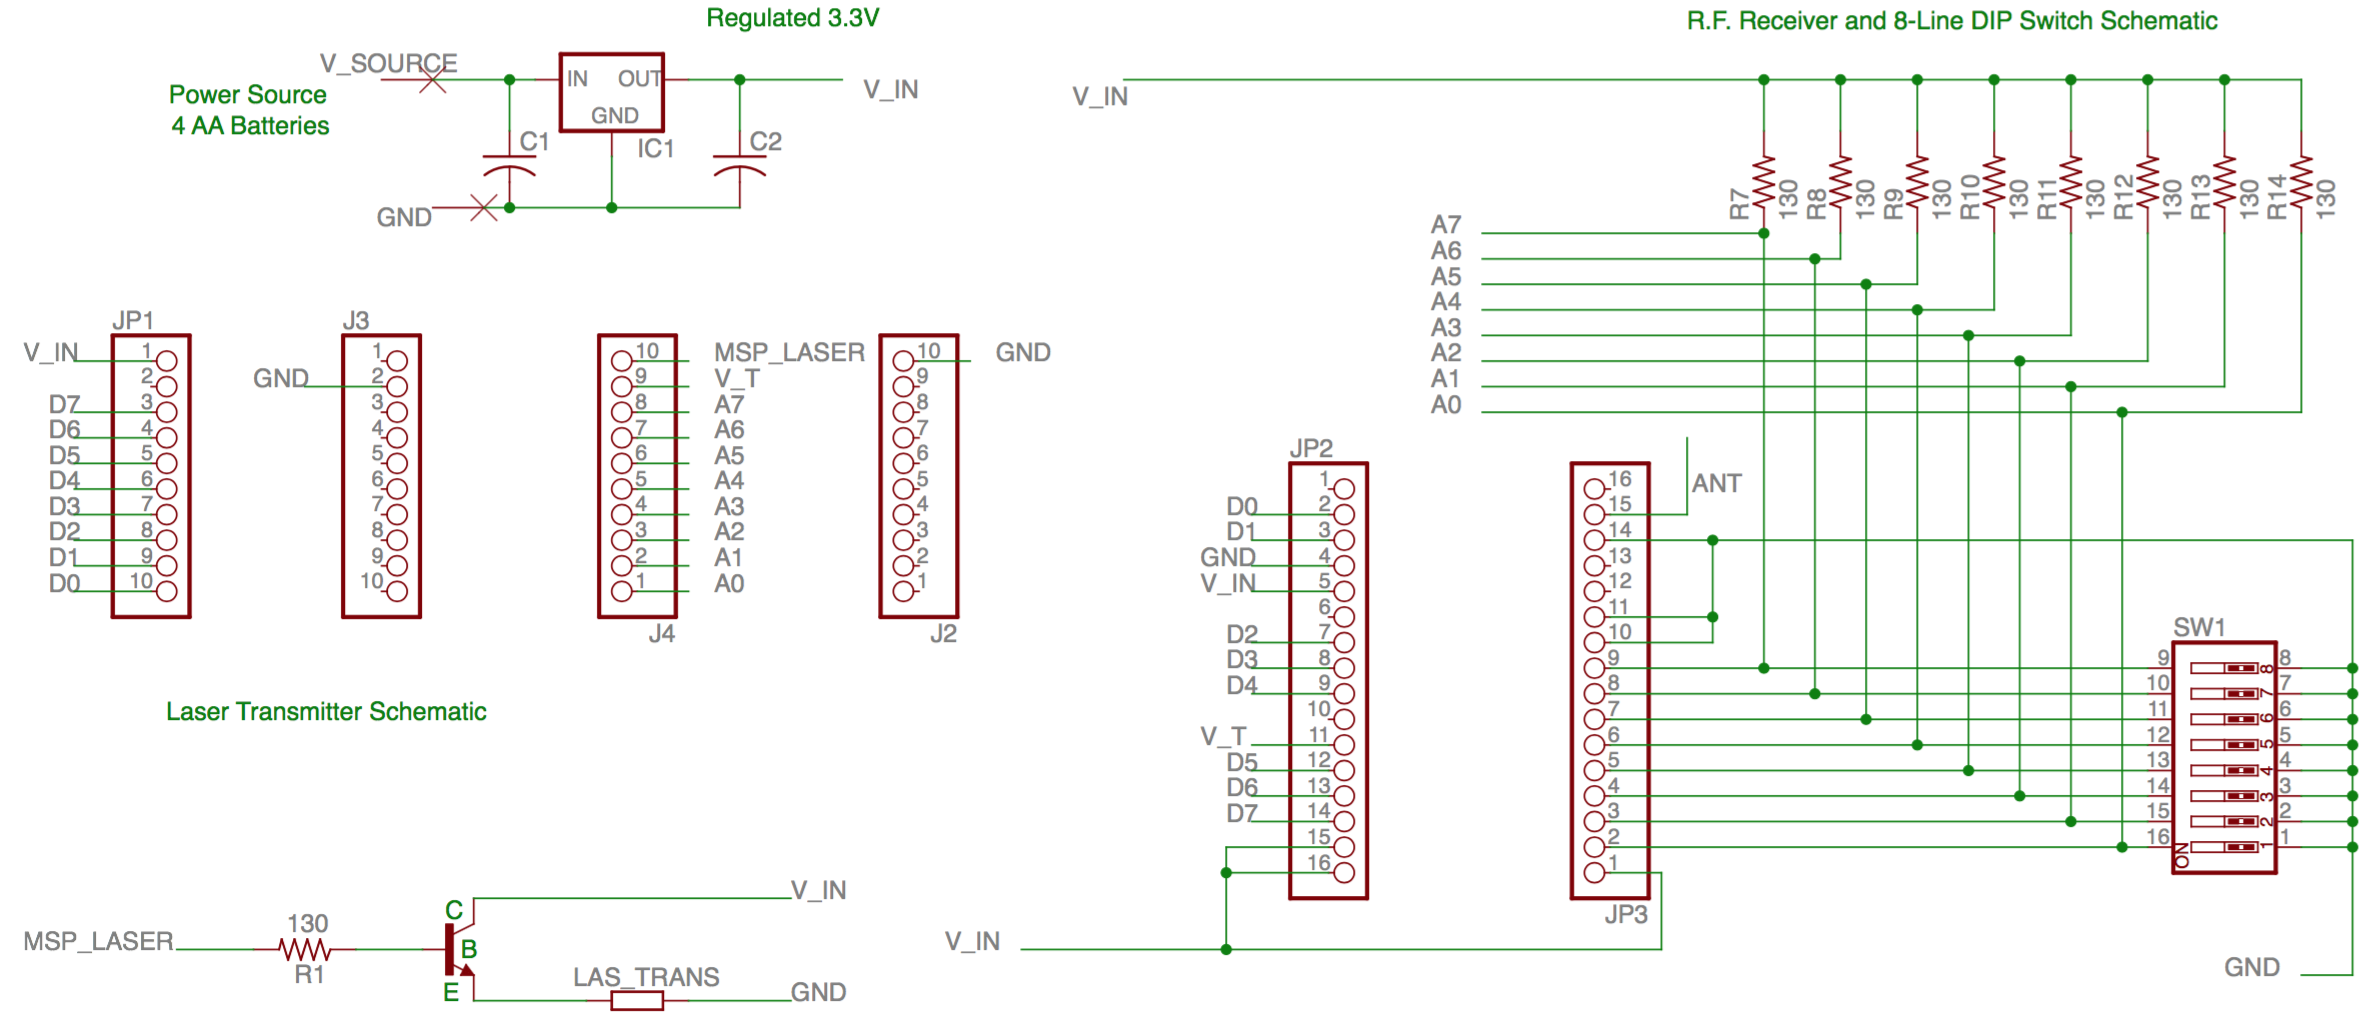 Regulated 3.3V
R.F. Receiver and 8-Line DIP Switch Schematic
V_SOURCE
Power Source
4 AA Batteries
IN OUT
GND
IC1
C1
C2
V_IN
GND
V_IN
R7 130
R8 130
R9 130
R10 130
R11 130
R12 130
R13 130
R14 130
A7
A6
A5
A4
A3
A2
A1
A0
JP1
V_IN 1
2
D7 3
D6 4
D5 5
D4 6
D3 7
D2 8
D1 9
D0 10
J3
1
GND 2
3
4
5
6
7
8
9
10
10 MSP_LASER
9 V_T
8 A7
7 A6
6 A5
5 A4
4 A3
3 A2
2 A1
1 A0
J4
10 GND
9
8
7
6
5
4
3
2
1
J2
JP2
1
D0 2
D1 3
GND 4
V_IN 5
6
D2 7
D3 8
D4 9
10
V_T 11
D5 12
D6 13
D7 14
15
16
ANT
16
15
14
13
12
11
10
9
8
7
6
5
4
3
2
1
JP3
SW1
9 8 8
10 7 7
11 6 6
12 5 5
13 4 4
14 3 3
15 2 2
16 1 1
ON
GND
V_IN
Laser Transmitter Schematic
MSP_LASER
130
R1
C
B
E
V_IN
LAS_TRANS
GND